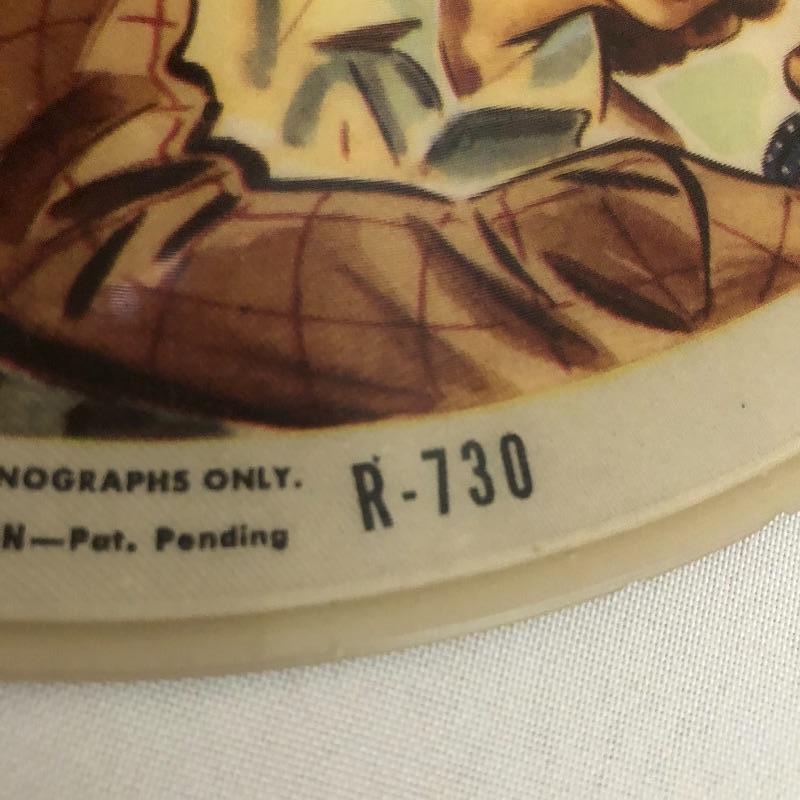 NOGRAPHS ONLY.
R-730
N—Pat. Pending